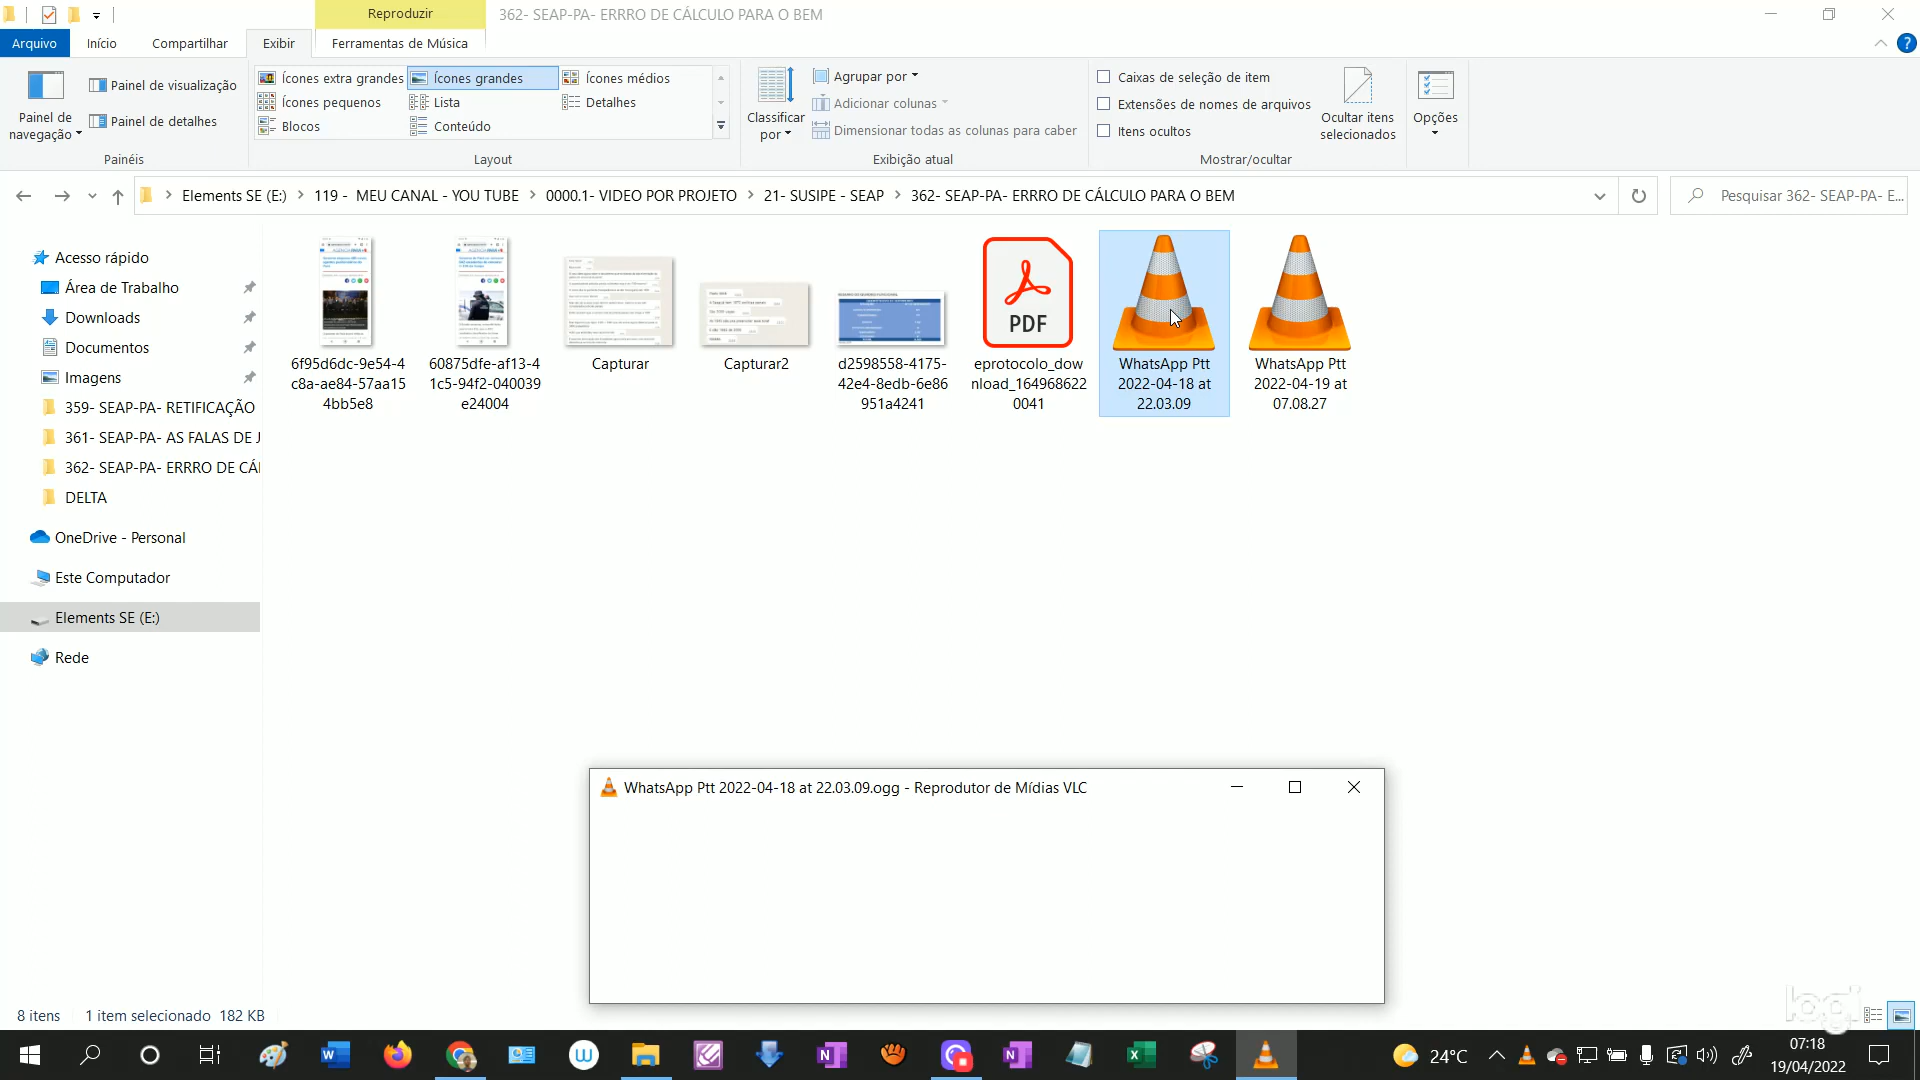 Reproduzir
362- SEAP-PA- ERRRO DE CÁLCULO PARA O BEM
Arquivo
Início
Compartilhar
Exibir
Ferramentas de Música
Painel de navegação
Painel de visualização
Painel de detalhes
Painéis
Ícones extra grandes
Ícones grandes
Ícones médios
Ícones pequenos
Lista
Detalhes
Blocos
Conteúdo
Layout
Classificar por
Agrupar por
Adicionar colunas
Dimensionar todas as colunas para caber
Exibição atual
Caixas de seleção de item
Extensões de nomes de arquivos
Itens ocultos
Ocultar itens selecionados
Mostrar/ocultar
Opções
Elements SE (E:)
119 - MEU CANAL - YOU TUBE
0000.1- VIDEO POR PROJETO
21- SUSIPE - SEAP
362- SEAP-PA- ERRRO DE CÁLCULO PARA O BEM
Pesquisar 362- SEAP-PA- E...
Acesso rápido
Área de Trabalho
Downloads
Documentos
Imagens
359- SEAP-PA- RETIFICAÇÃO
361- SEAP-PA- AS FALAS DE J
362- SEAP-PA- ERRRO DE CÁ
DELTA
OneDrive - Personal
Este Computador
Elements SE (E:)
Rede
6f95d6dc-9e54-4
c8a-ae84-57aa15
4bb5e8
60875dfe-af13-4
1c5-94f2-040039
e24004
Capturar
Capturar2
d2598558-4175-
42e4-8edb-6e86
951a4241
PDF
eprotocolo_dow
nload_164968622
0041
WhatsApp Ptt
2022-04-18 at
22.03.09
WhatsApp Ptt
2022-04-19 at
07.08.27
WhatsApp Ptt 2022-04-18 at 22.03.09.ogg - Reprodutor de Mídias VLC
8 itens
1 item selecionado 182 KB
logi
24°C
07:18
19/04/2022